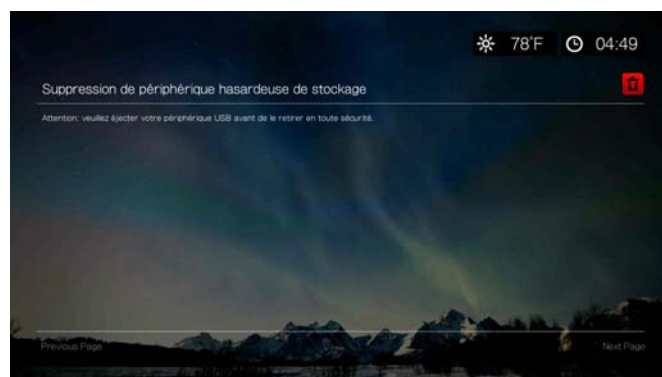 78°F 04:49
Suppression de périphérique hasardeuse de stockage
Attention: veuillez éjecter votre périphérique USB avant de le retirer en toute sécurité.
Previous Page Next Page